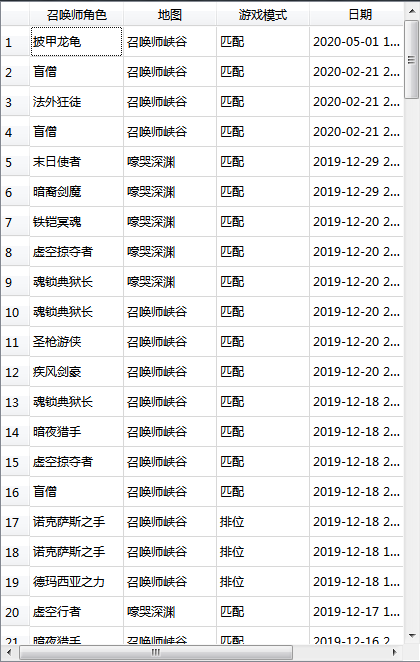 召唤师角色 地图 游戏模式 日期
1 披甲龙龟 召唤师峡谷 匹配 2020-05-01 1...
2 盲僧 召唤师峡谷 匹配 2020-02-21 2...
3 法外狂徒 召唤师峡谷 匹配 2020-02-21 2...
4 盲僧 召唤师峡谷 匹配 2020-02-21 2...
5 末日使者 嚎哭深渊 匹配 2019-12-29 2...
6 暗裔剑魔 嚎哭深渊 匹配 2019-12-29 2...
7 铁铠冥魂 嚎哭深渊 匹配 2019-12-20 2...
8 虚空掠夺者 嚎哭深渊 匹配 2019-12-20 2...
9 魂锁典狱长 嚎哭深渊 匹配 2019-12-20 2...
10 魂锁典狱长 召唤师峡谷 匹配 2019-12-20 2...
11 圣枪游侠 召唤师峡谷 匹配 2019-12-20 2...
12 疾风剑豪 召唤师峡谷 匹配 2019-12-20 2...
13 魂锁典狱长 召唤师峡谷 匹配 2019-12-18 2...
14 暗夜猎手 召唤师峡谷 匹配 2019-12-18 2...
15 虚空掠夺者 召唤师峡谷 匹配 2019-12-18 2...
16 盲僧 召唤师峡谷 匹配 2019-12-18 2...
17 诺克萨斯之手 召唤师峡谷 排位 2019-12-18 2...
18 诺克萨斯之手 召唤师峡谷 排位 2019-12-18 1...
19 德玛西亚之力 召唤师峡谷 排位 2019-12-18 1...
20 虚空行者 嚎哭深渊 匹配 2019-12-17 1...
21 暗夜猎手 召唤师峡谷 匹配 2019-12-16 2...